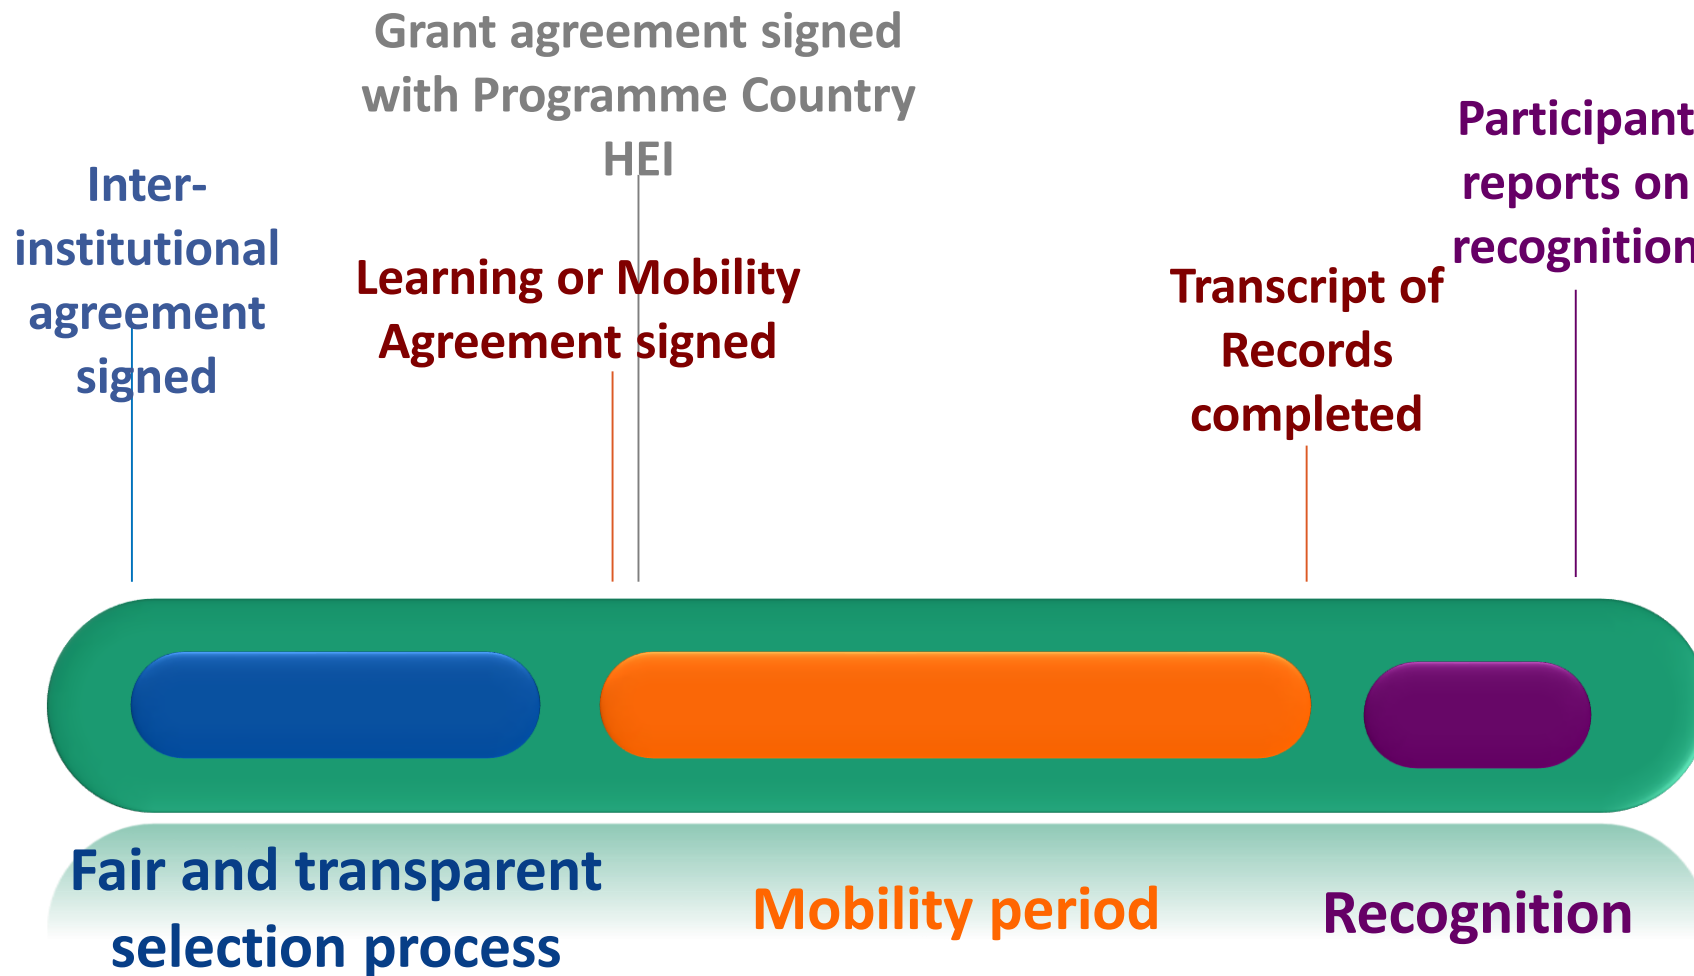 Grant agreement signed
with Programme Country
HEI
Inter-
institutional
agreement
signed
Learning or Mobility
Agreement signed
Transcript of
Records
completed
Participant
reports on
recognition
Fair and transparent
selection process
Mobility period
Recognition